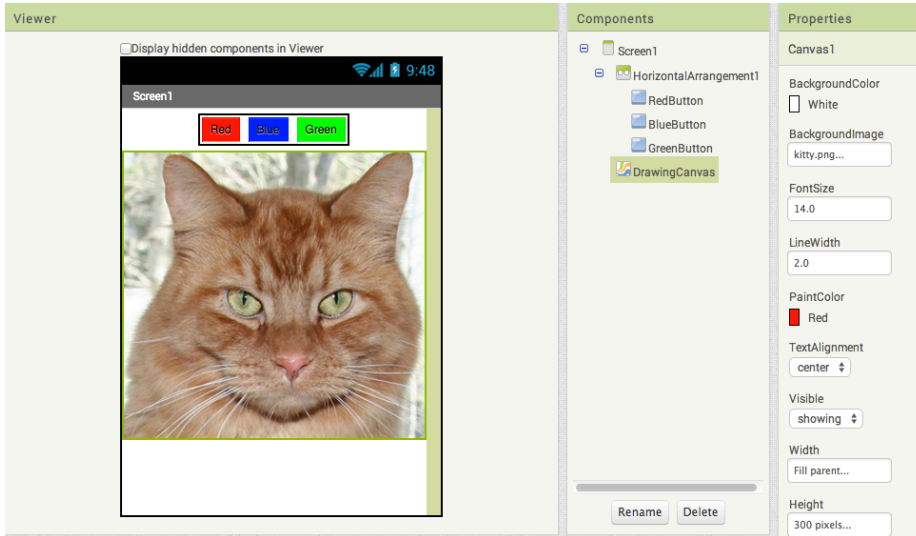 Viewer
Display hidden components in Viewer
9:48
Screen1
Red Blue Green
Components
Screen1
HorizontalArrangement1
RedButton
BlueButton
GreenButton
DrawingCanvas
Rename Delete
Properties
Canvas1
BackgroundColor
White
BackgroundImage
kitty.png...
FontSize
14.0
LineWidth
2.0
PaintColor
Red
TextAlignment
center
Visible
showing
Width
Fill parent...
Height
300 pixels...